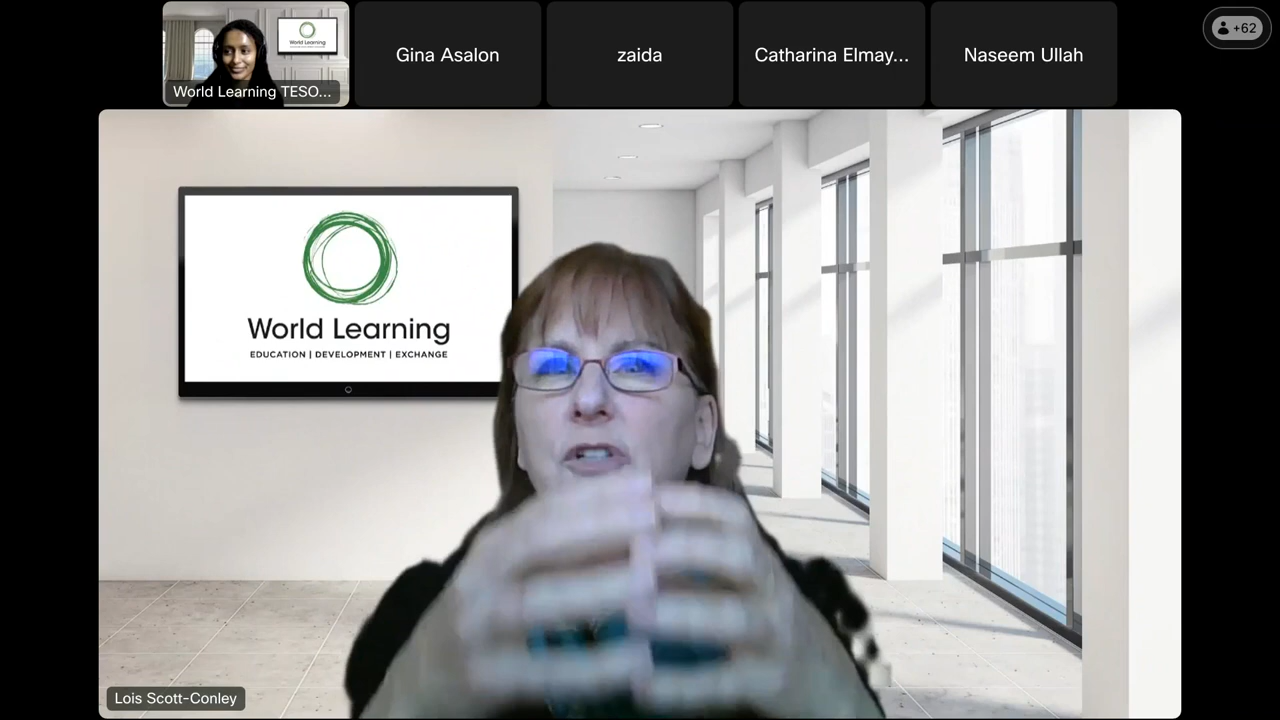 World Learning TESO...
Gina Asalon
zaida
Catharina Elmay...
Naseem Ullah
+62
World Learning
EDUCATION | DEVELOPMENT | EXCHANGE
Lois Scott-Conley